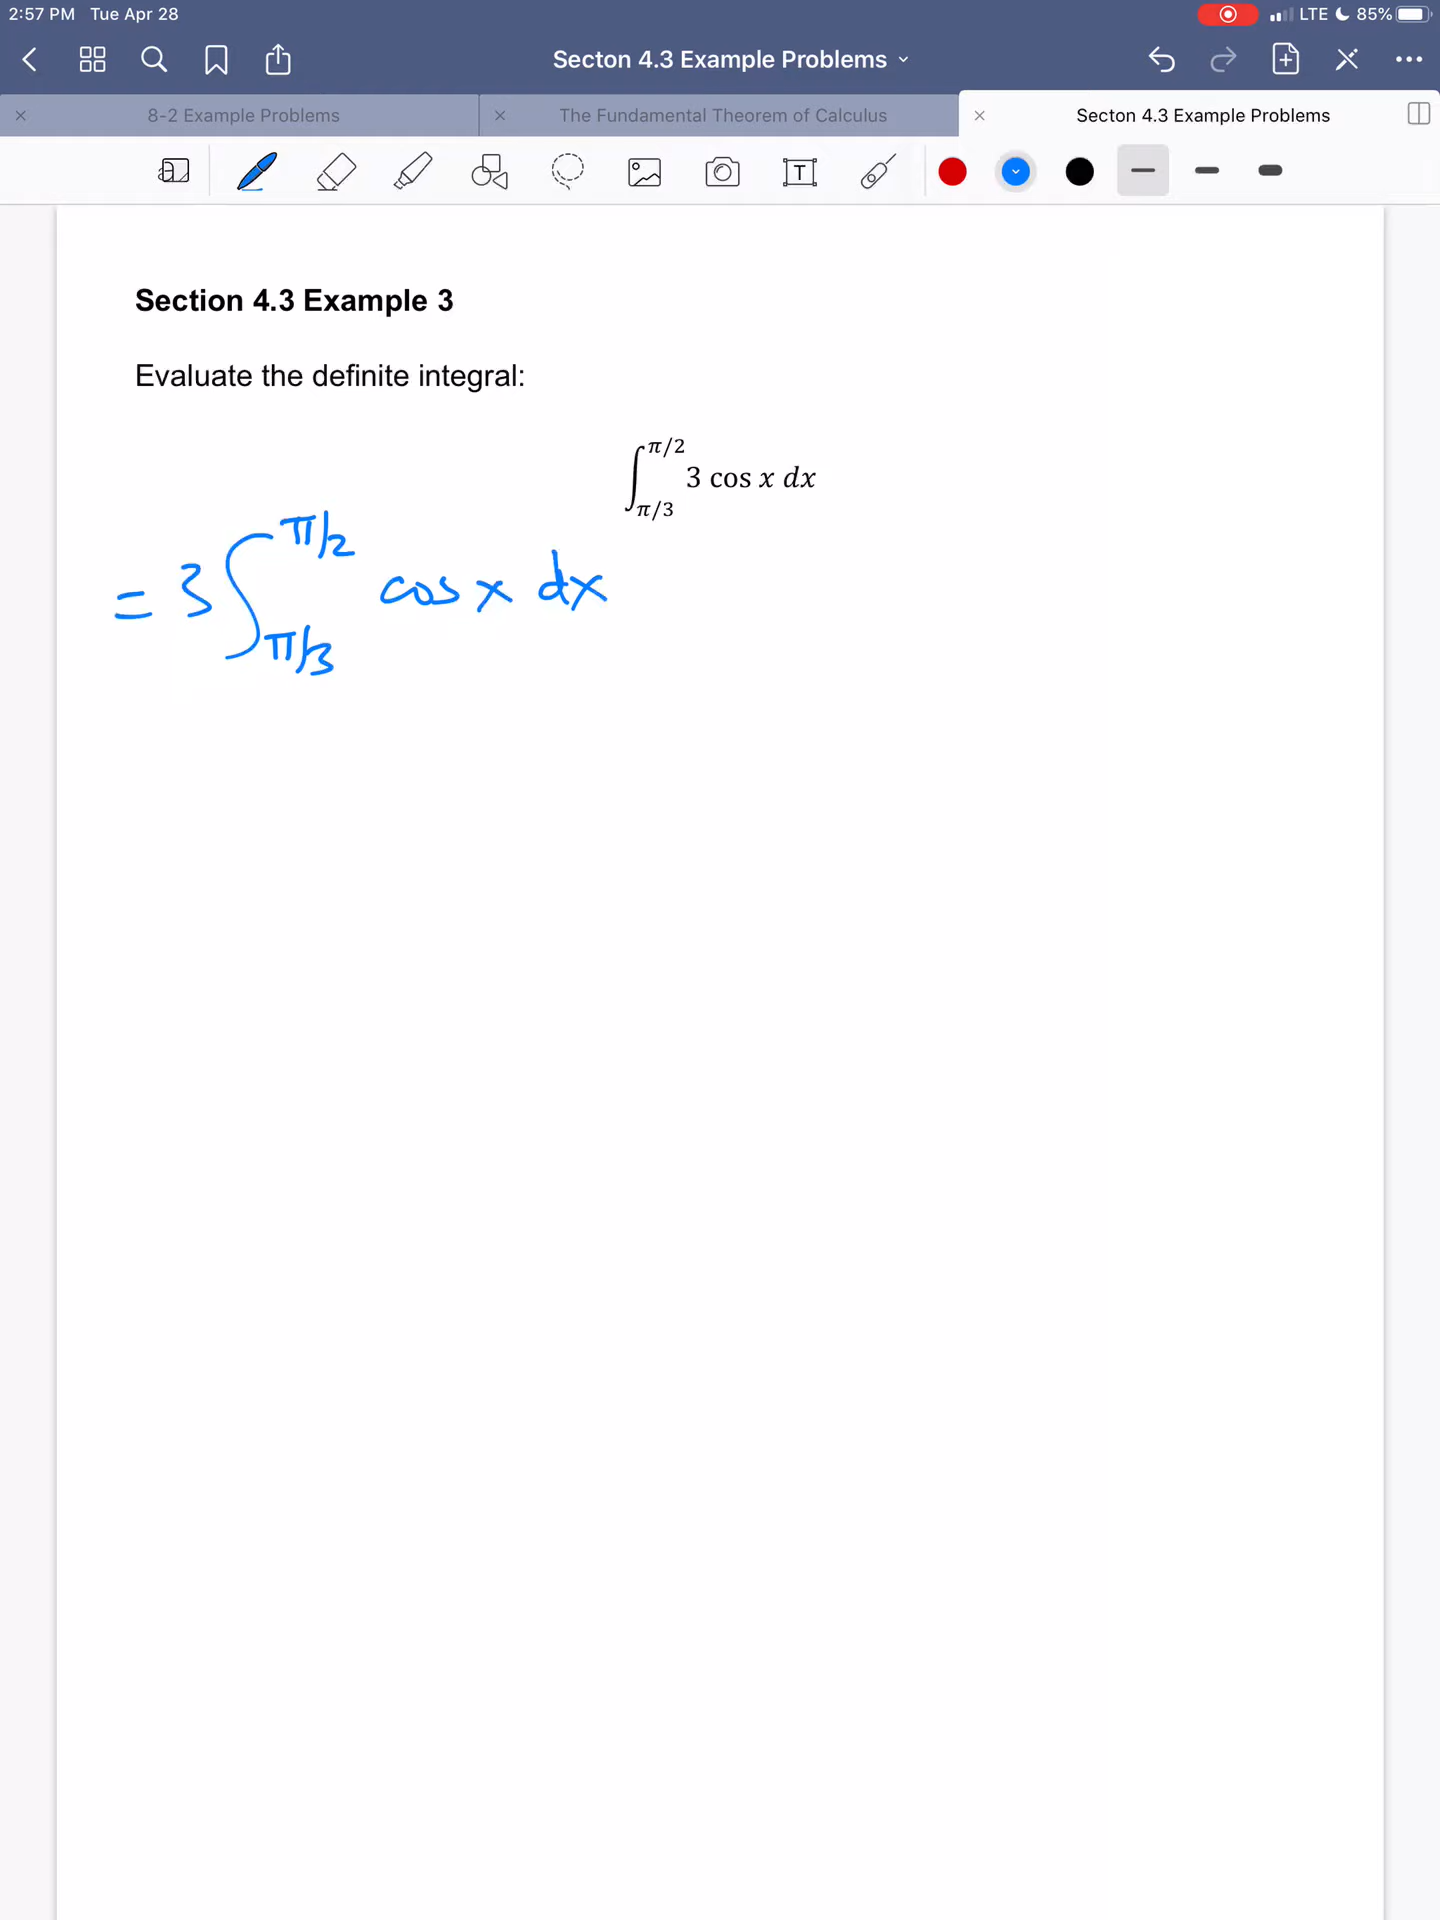 2:57 PM Tue Apr 28 LTE 85%
Secton 4.3 Example Problems
8-2 Example Problems
The Fundamental Theorem of Calculus
Secton 4.3 Example Problems
T
Section 4.3 Example 3
Evaluate the definite integral:
∫_{π/3}^{π/2} 3 cos x dx
= 3 ∫_{π/3}^{π/2} cos x dx